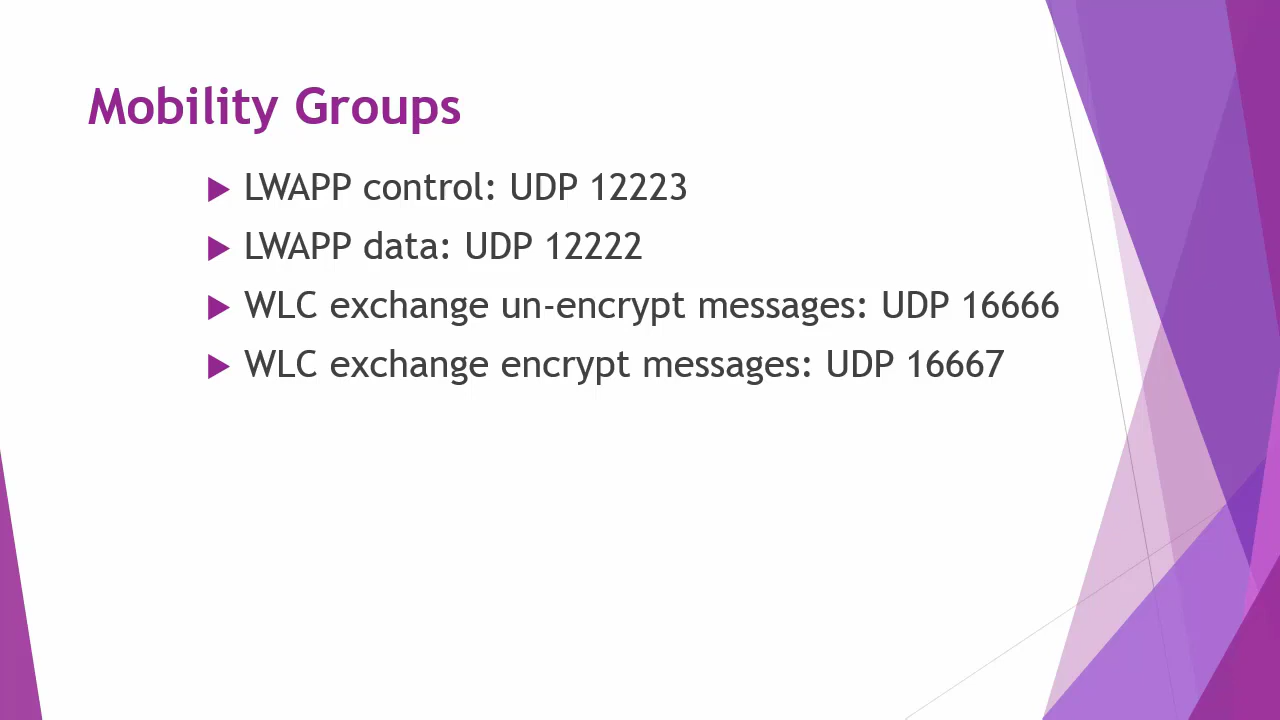 Mobility Groups
LWAPP control: UDP 12223
LWAPP data: UDP 12222
WLC exchange un-encrypt messages: UDP 16666
WLC exchange encrypt messages: UDP 16667